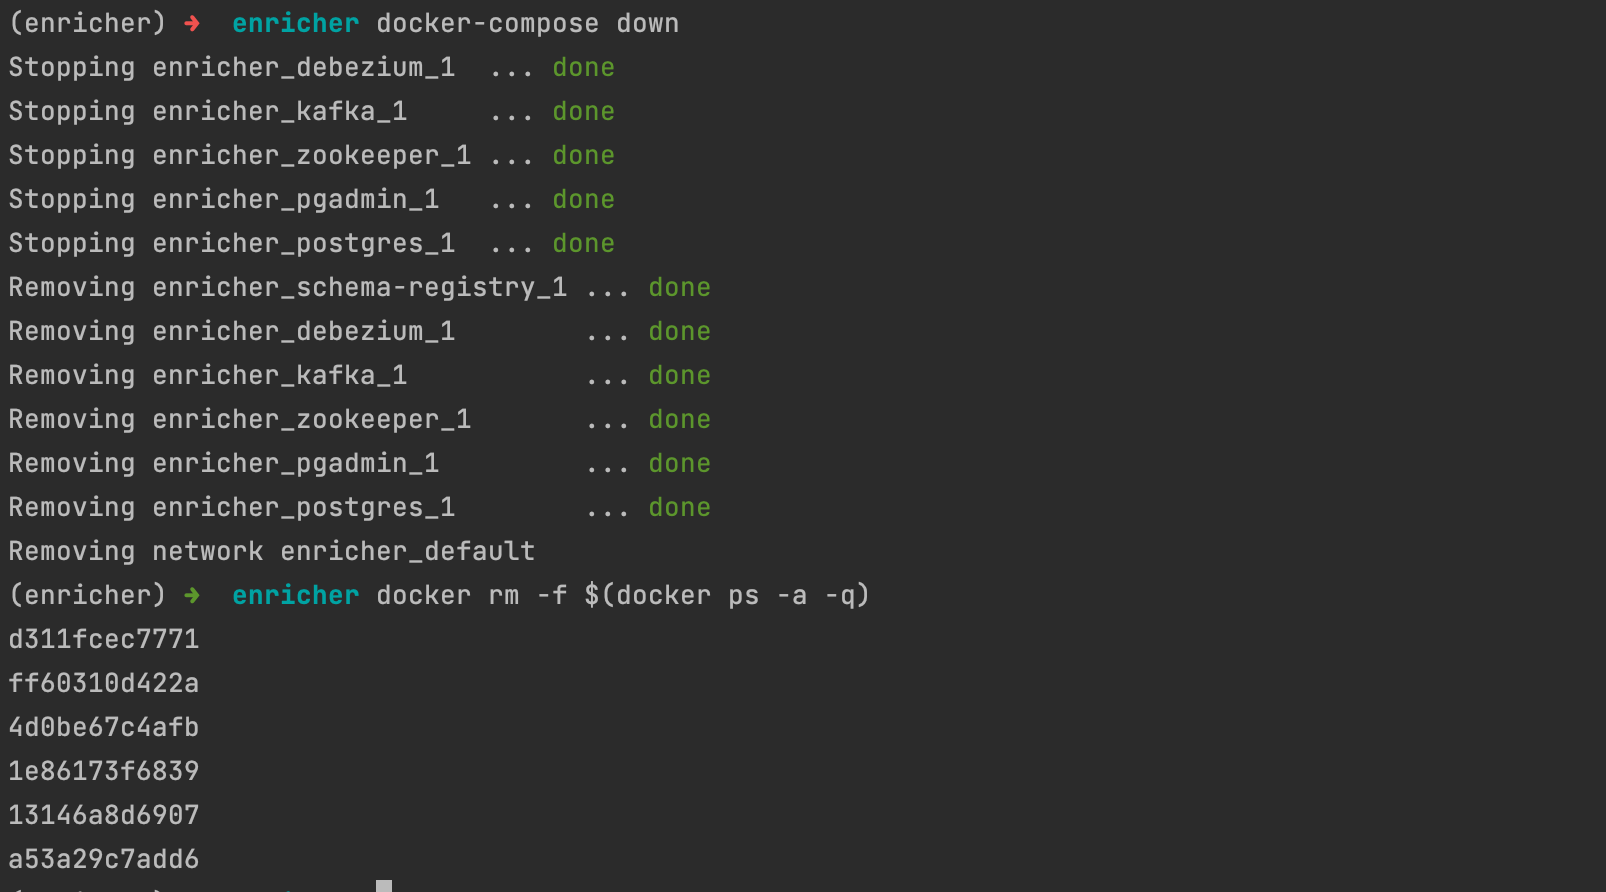 (enricher) → enricher docker-compose down
Stopping enricher_debezium_1  ... done
Stopping enricher_kafka_1     ... done
Stopping enricher_zookeeper_1 ... done
Stopping enricher_pgadmin_1   ... done
Stopping enricher_postgres_1  ... done
Removing enricher_schema-registry_1 ... done
Removing enricher_debezium_1        ... done
Removing enricher_kafka_1           ... done
Removing enricher_zookeeper_1       ... done
Removing enricher_pgadmin_1         ... done
Removing enricher_postgres_1        ... done
Removing network enricher_default
(enricher) → enricher docker rm -f $(docker ps -a -q)
d311fcec7771
ff60310d422a
4d0be67c4afb
1e86173f6839
13146a8d6907
a53a29c7add6